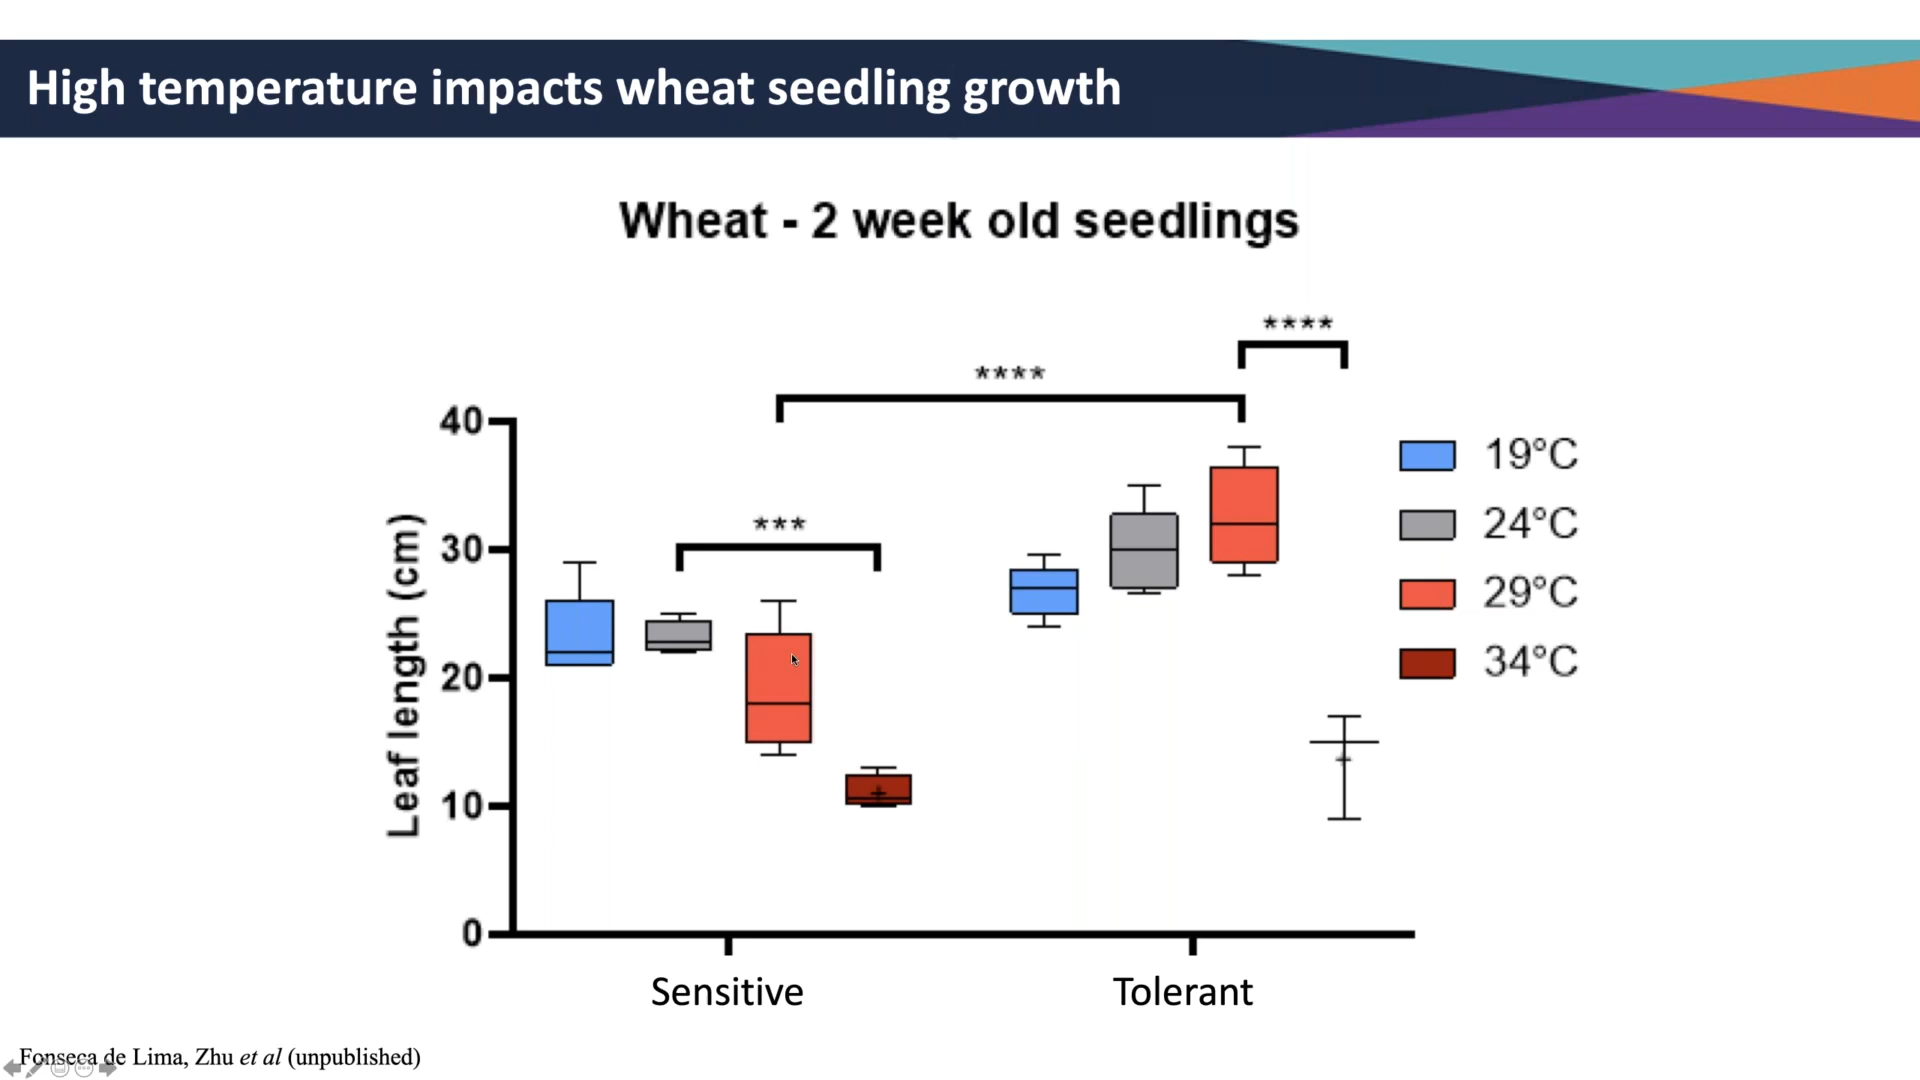 High temperature impacts wheat seedling growth
Wheat - 2 week old seedlings
****
****
***
40
30
20
10
0
Leaf length (cm)
19°C
24°C
29°C
34°C
Sensitive
Tolerant
Fonseca de Lima, Zhu et al (unpublished)